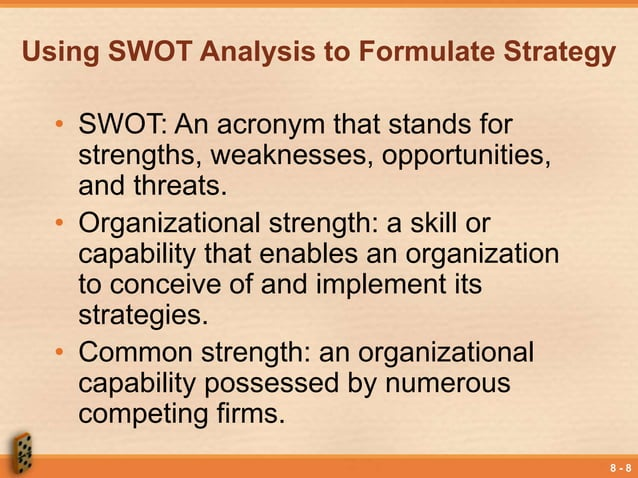 Using SWOT Analysis to Formulate Strategy
• SWOT: An acronym that stands for
strengths, weaknesses, opportunities,
and threats.
• Organizational strength: a skill or
capability that enables an organization
to conceive of and implement its
strategies.
• Common strength: an organizational
capability possessed by numerous
competing firms.
8 - 8